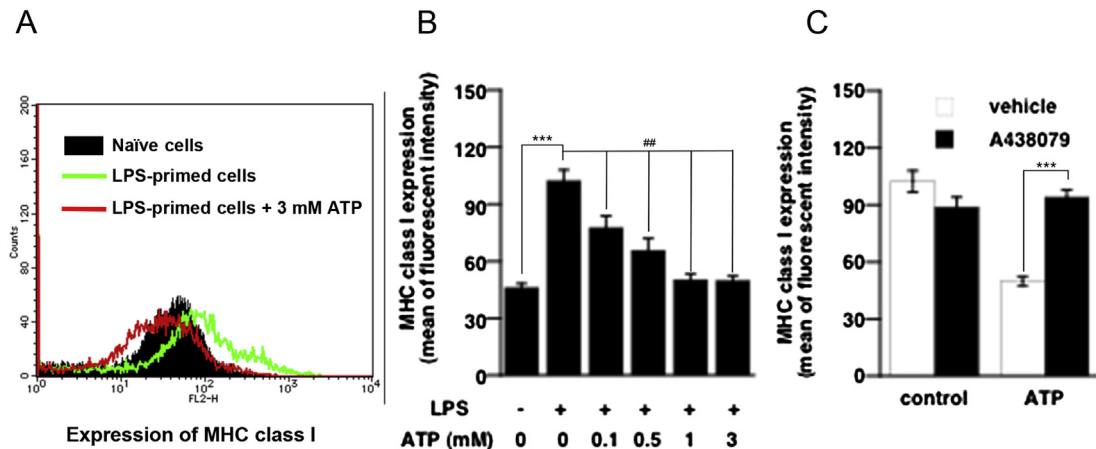 A
B
C
200
160
120
80
40
0
Counts
Naïve cells
LPS-primed cells
LPS-primed cells + 3 mM ATP
10^0 10^1 10^2 10^3 10^4
FL2-H
Expression of MHC class I
MHC class I expression
(mean of fluorescent intensity)
150
120
90
60
30
0
***
##
LPS - + + + + +
ATP (mM) 0 0 0.1 0.5 1 3
MHC class I expression
(mean of fluorescent intensity)
150
120
90
60
30
0
vehicle
A438079
***
control ATP